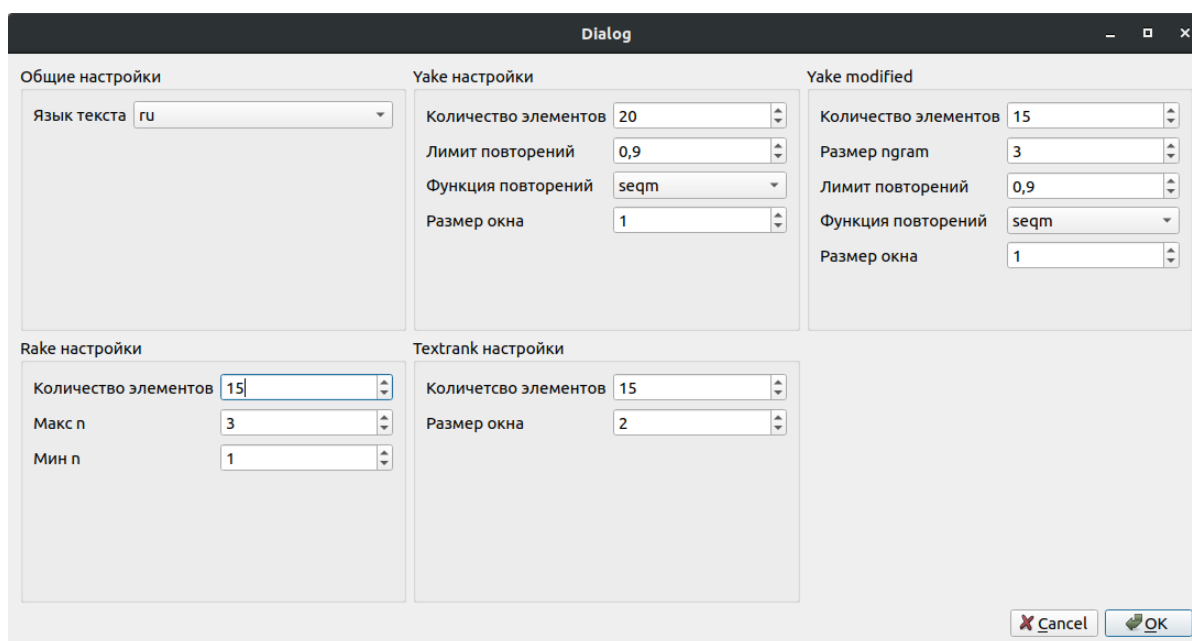 Dialog
Общие настройки
Язык текста ru
Yake настройки
Количество элементов 20
Лимит повторений 0,9
Функция повторений seqm
Размер окна 1
Yake modified
Количество элементов 15
Размер ngram 3
Лимит повторений 0,9
Функция повторений seqm
Размер окна 1
Rake настройки
Количество элементов 15
Макс n 3
Мин n 1
Textrank настройки
Количетсво элементов 15
Размер окна 2
Cancel
OK